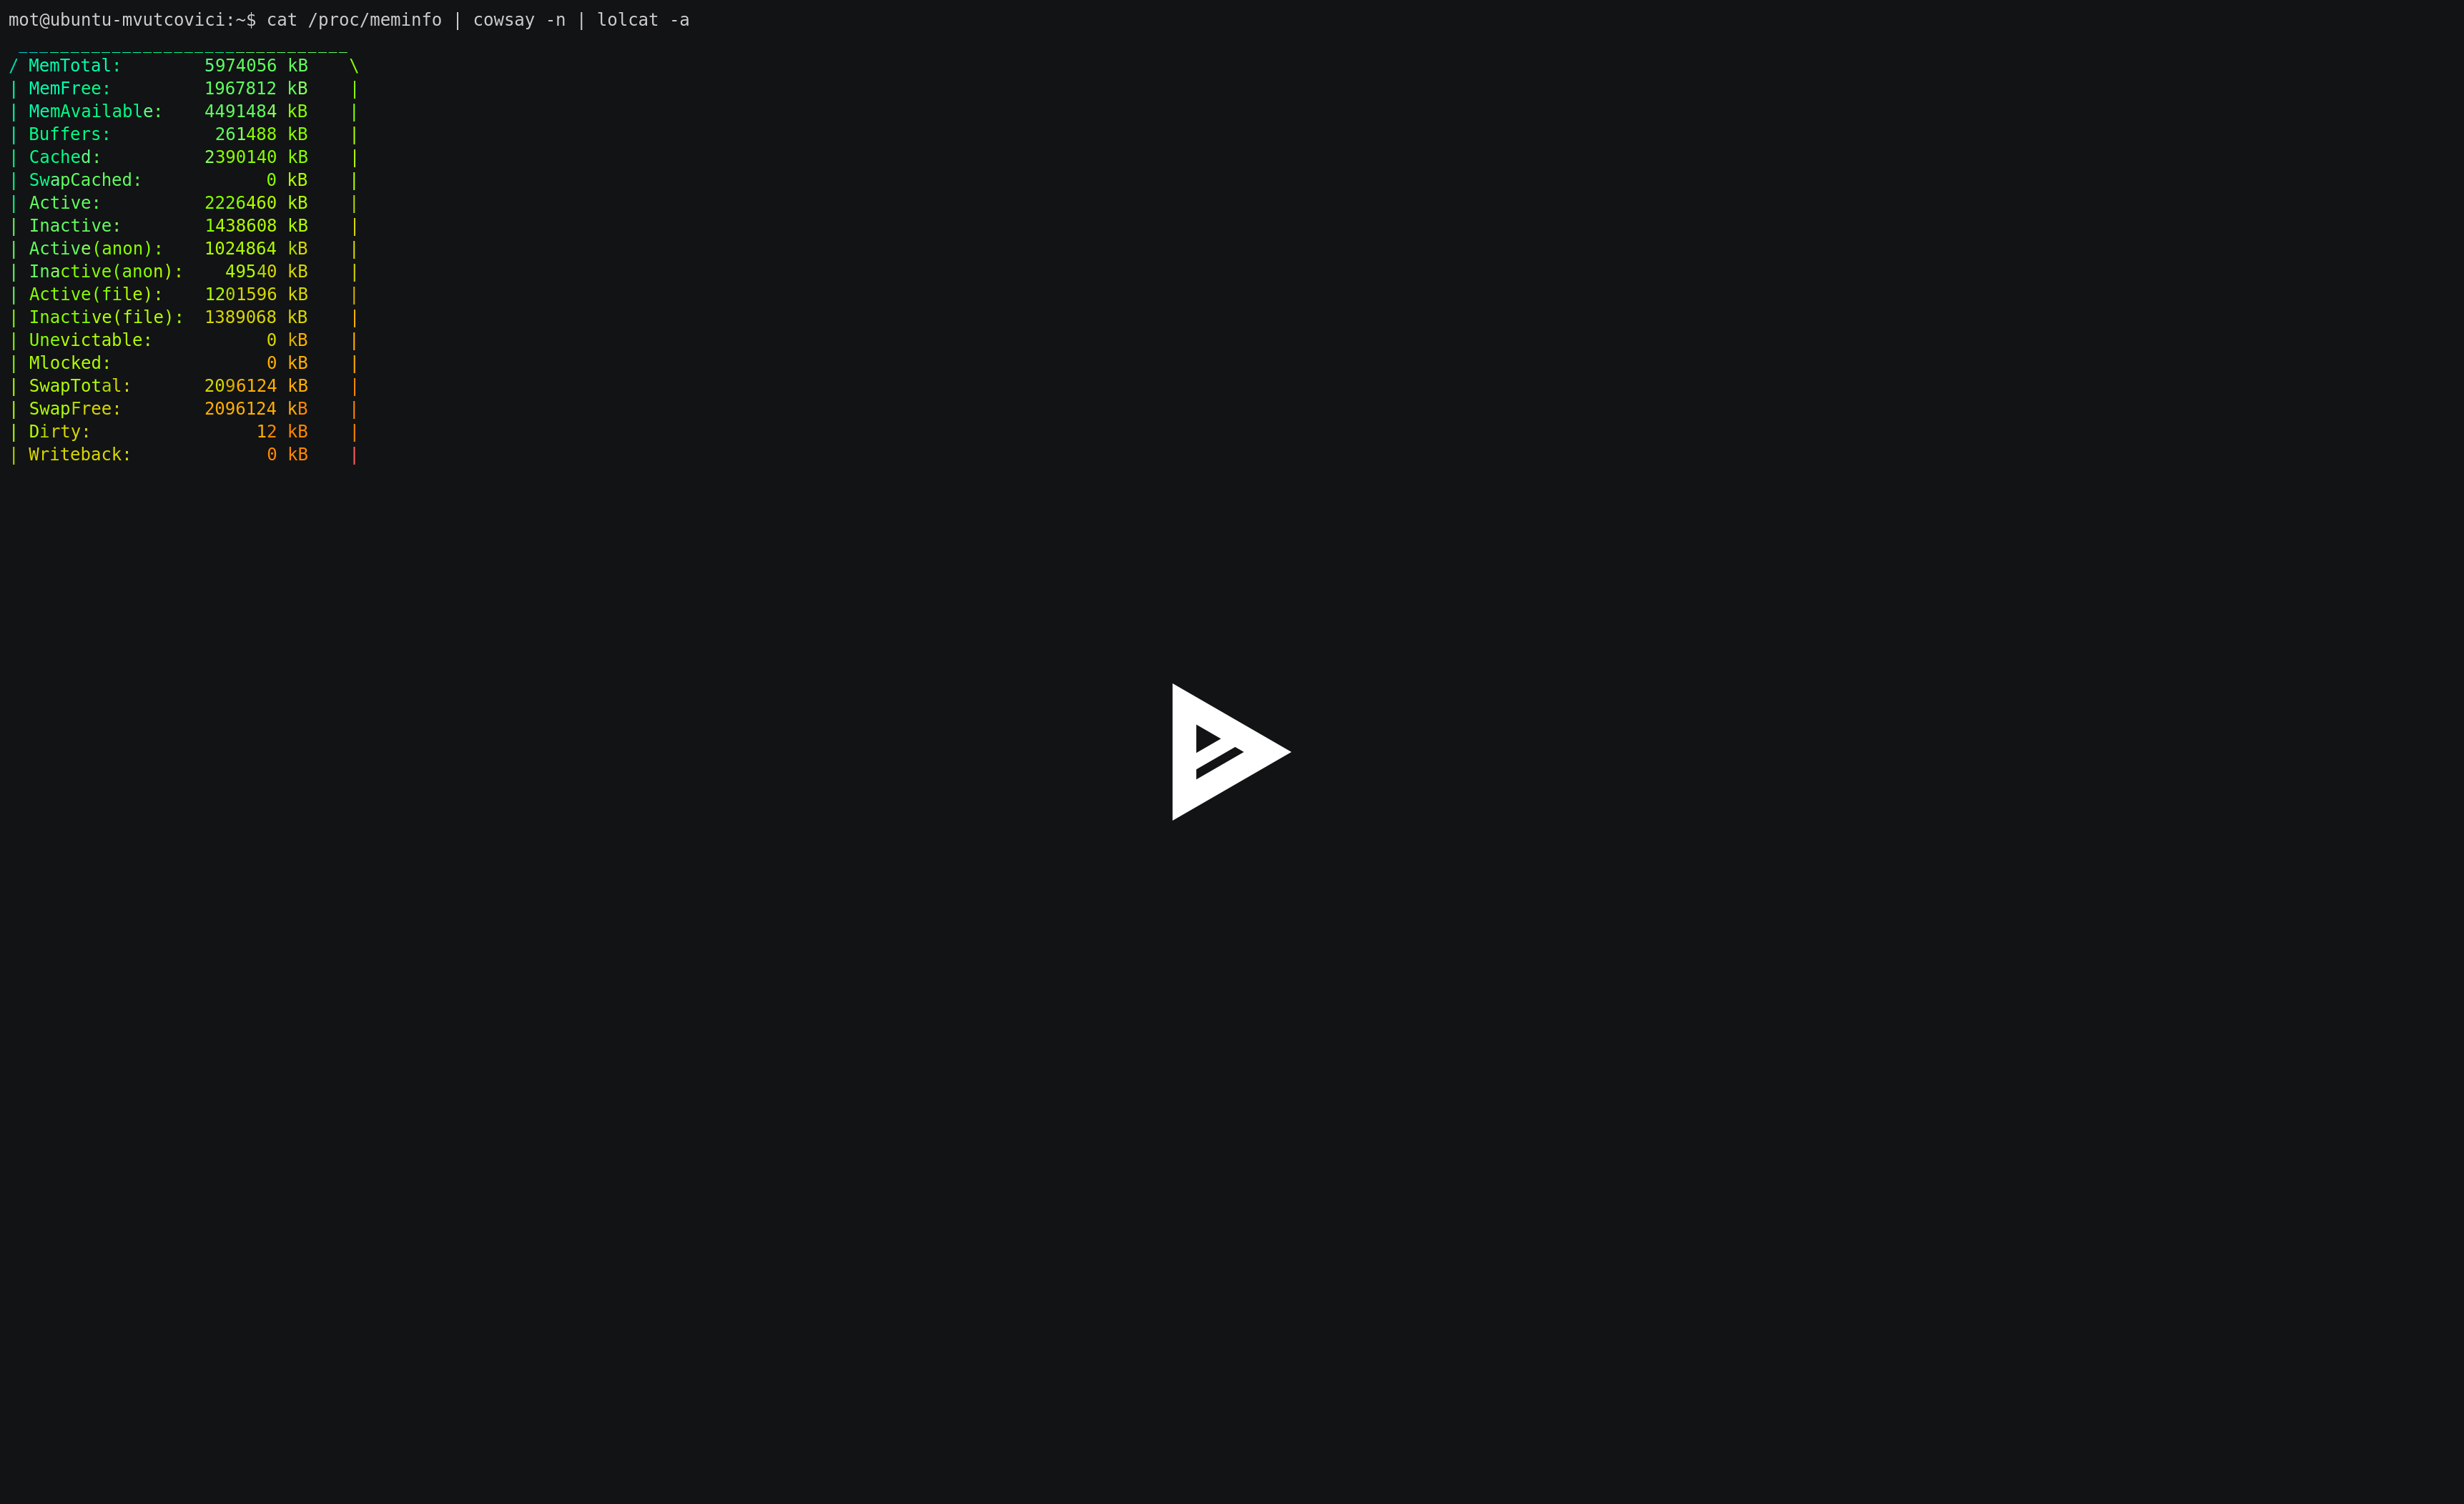 mot@ubuntu-mvutcovici:~$ cat /proc/meminfo | cowsay -n | lolcat -a
 ________________________________
/ MemTotal:        5974056 kB    \
| MemFree:         1967812 kB    |
| MemAvailable:    4491484 kB    |
| Buffers:          261488 kB    |
| Cached:          2390140 kB    |
| SwapCached:            0 kB    |
| Active:          2226460 kB    |
| Inactive:        1438608 kB    |
| Active(anon):    1024864 kB    |
| Inactive(anon):    49540 kB    |
| Active(file):    1201596 kB    |
| Inactive(file):  1389068 kB    |
| Unevictable:           0 kB    |
| Mlocked:               0 kB    |
| SwapTotal:       2096124 kB    |
| SwapFree:        2096124 kB    |
| Dirty:                12 kB    |
| Writeback:             0 kB    |